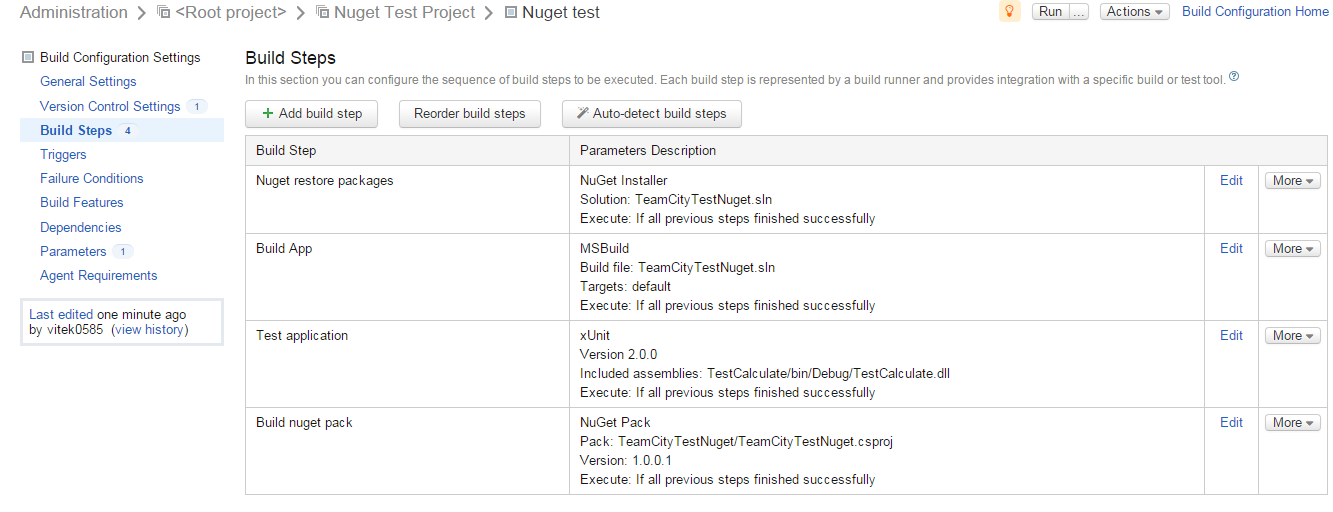 Administration > <Root project> > Nuget Test Project > Nuget test
Run ... Actions Build Configuration Home
Build Configuration Settings
General Settings
Version Control Settings 1
Build Steps 4
Triggers
Failure Conditions
Build Features
Dependencies
Parameters 1
Agent Requirements
Last edited one minute ago
by vitek0585 (view history)
Build Steps
In this section you can configure the sequence of build steps to be executed. Each build step is represented by a build runner and provides integration with a specific build or test tool. ?
+ Add build step Reorder build steps Auto-detect build steps
Build Step Parameters Description
Nuget restore packages NuGet Installer Edit More
Solution: TeamCityTestNuget.sln
Execute: If all previous steps finished successfully
Build App MSBuild Edit More
Build file: TeamCityTestNuget.sln
Targets: default
Execute: If all previous steps finished successfully
Test application xUnit Edit More
Version 2.0.0
Included assemblies: TestCalculate/bin/Debug/TestCalculate.dll
Execute: If all previous steps finished successfully
Build nuget pack NuGet Pack Edit More
Pack: TeamCityTestNuget/TeamCityTestNuget.csproj
Version: 1.0.0.1
Execute: If all previous steps finished successfully